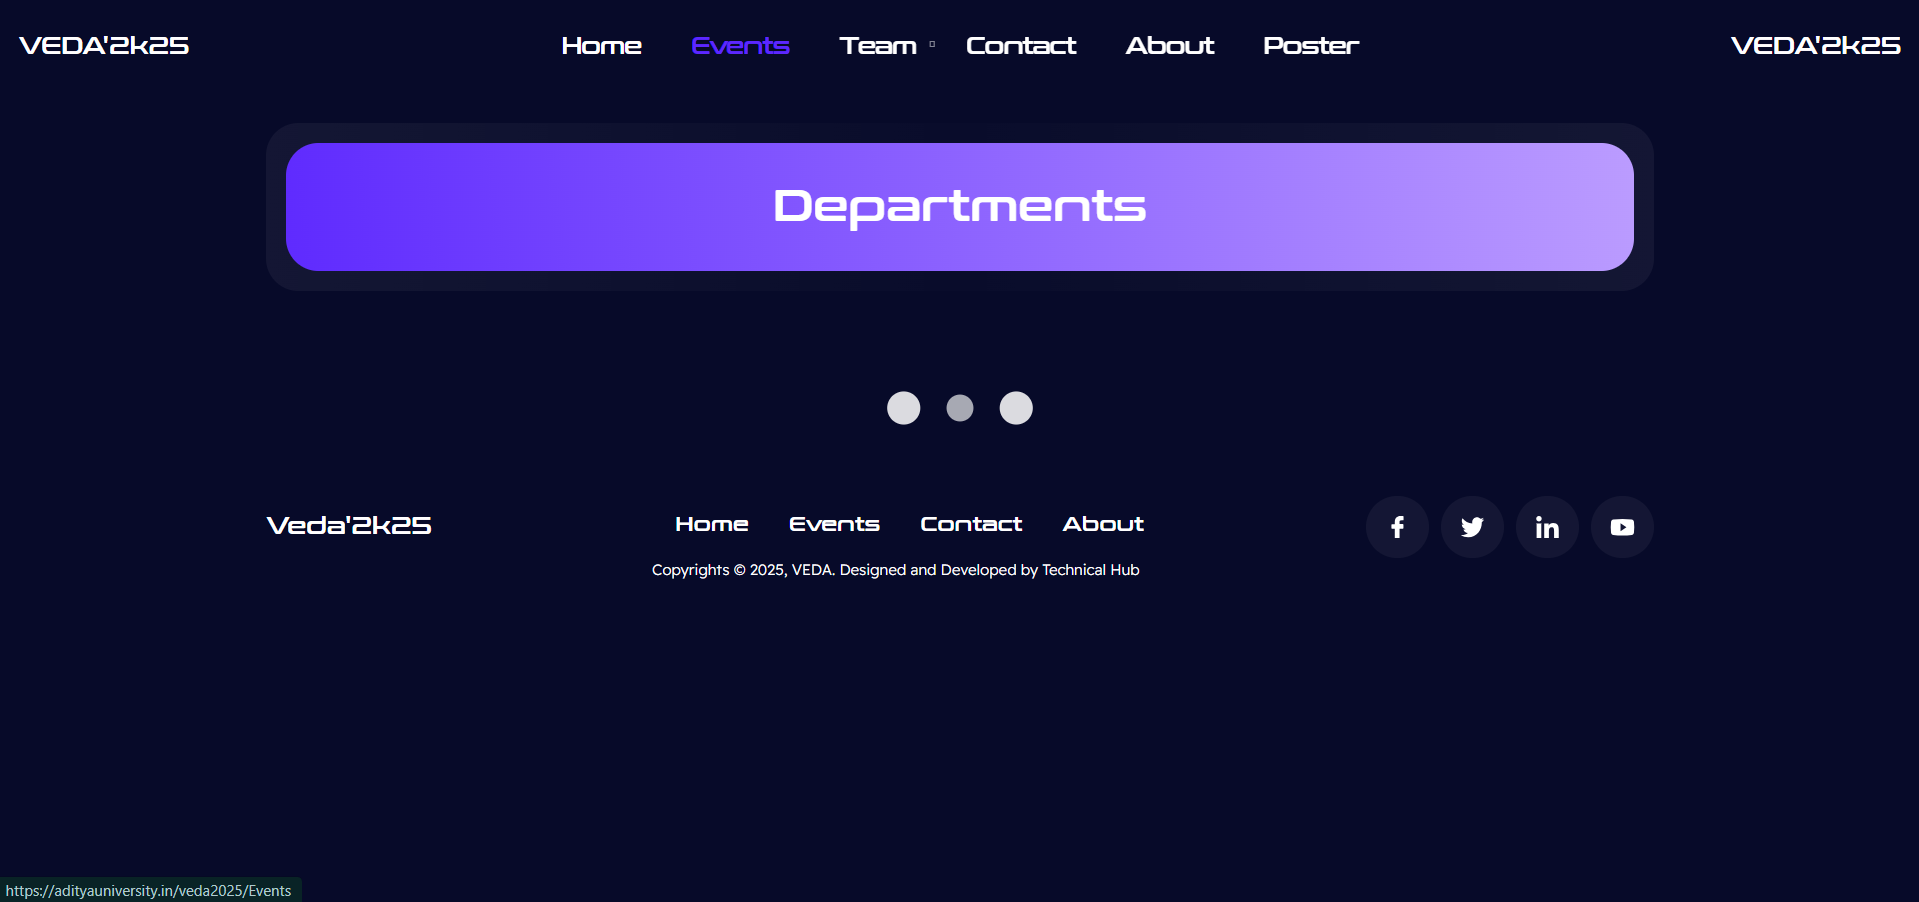 VEDA'2k25
Home Events Team Contact About Poster
VEDA'2k25
Departments
Veda'2k25
Home Events Contact About
Copyrights © 2025, VEDA. Designed and Developed by Technical Hub
https://adityauniversity.in/veda2025/Events